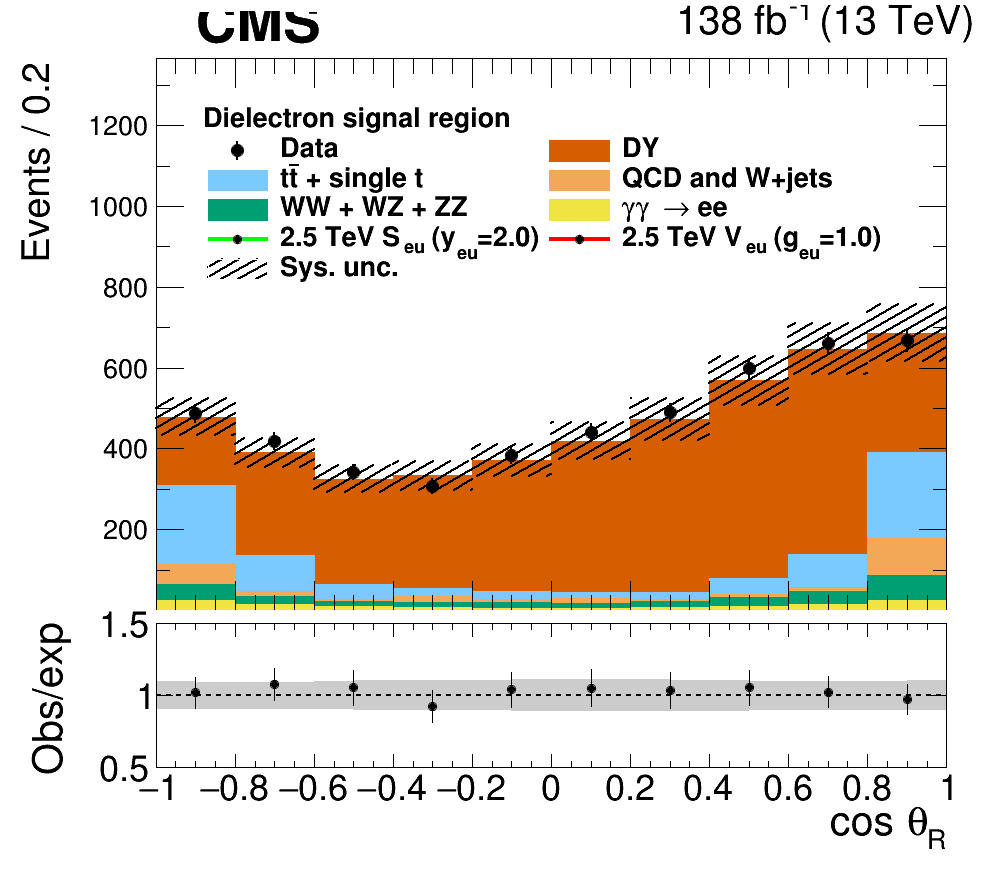 CMS
138 fb⁻¹ (13 TeV)
Events / 0.2
1200
1000
800
600
400
200
Dielectron signal region
Data
DY
tt̄ + single t
QCD and W+jets
WW + WZ + ZZ
γγ → ee
2.5 TeV S_eu (y_eu=2.0)
2.5 TeV V_eu (g_eu=1.0)
Sys. unc.
Obs/exp
1.5
1
0.5
−1 −0.8 −0.6 −0.4 −0.2 0 0.2 0.4 0.6 0.8 1
cos θ_R